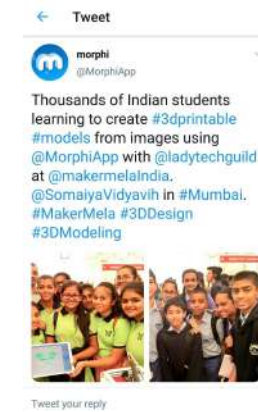 Tweet
morphi
@MorphiApp
Thousands of Indian students
learning to create #3dprintable
#models from images using
@MorphiApp with @ladytechguild
at @makermelaIndia.
@SomaiyaVidyavih in #Mumbai.
#MakerMela #3DDesign
#3DModeling
Tweet your reply